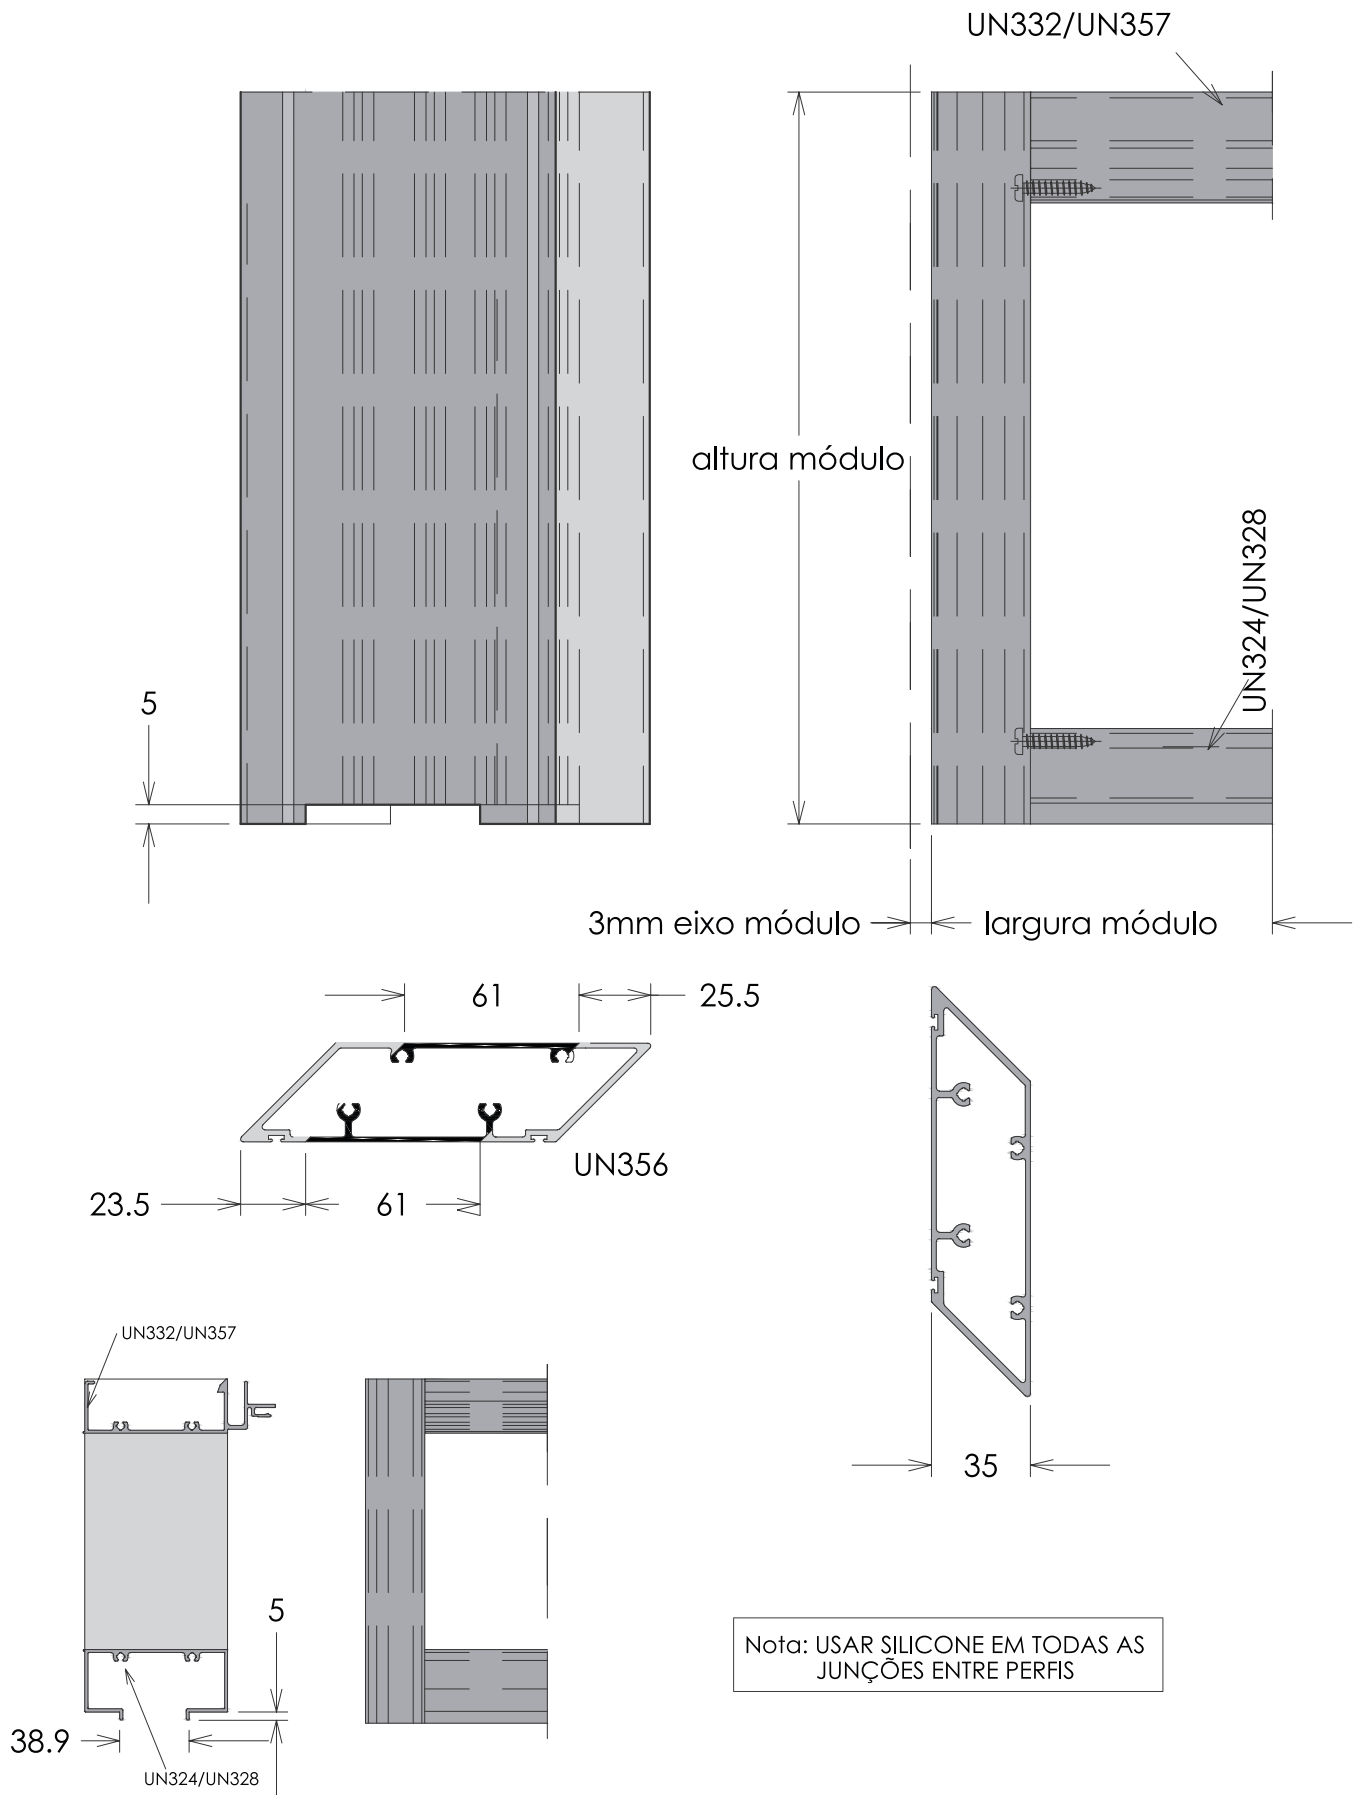 UN332/UN357
altura módulo
UN324/UN328
5
3mm eixo módulo
largura módulo
61
25.5
UN356
23.5
61
UN332/UN357
35
5
Nota: USAR SILICONE EM TODAS AS
JUNÇÕES ENTRE PERFIS
38.9
UN324/UN328